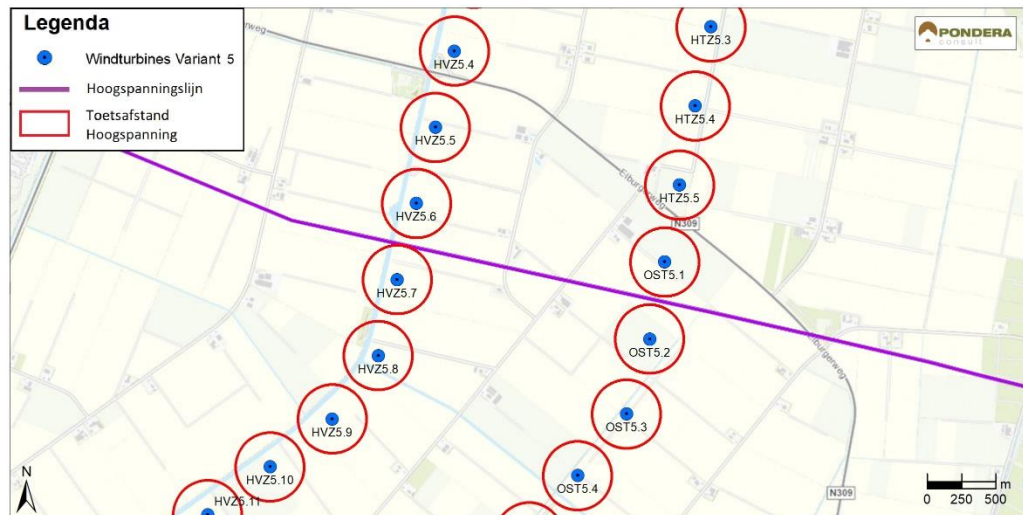 Legenda
Windturbines Variant 5
Hoogspanningslijn
Toetsafstand
Hoogspanning
PONDERA
consult
HVZ5.4
HVZ5.5
HVZ5.6
HVZ5.7
HVZ5.8
HVZ5.9
HVZ5.10
HVZ5.11
HTZ5.3
HTZ5.4
HTZ5.5
OST5.1
OST5.2
OST5.3
OST5.4
Elburgerweg
N309
Elburgerweg
N309
N
m
0 250 500